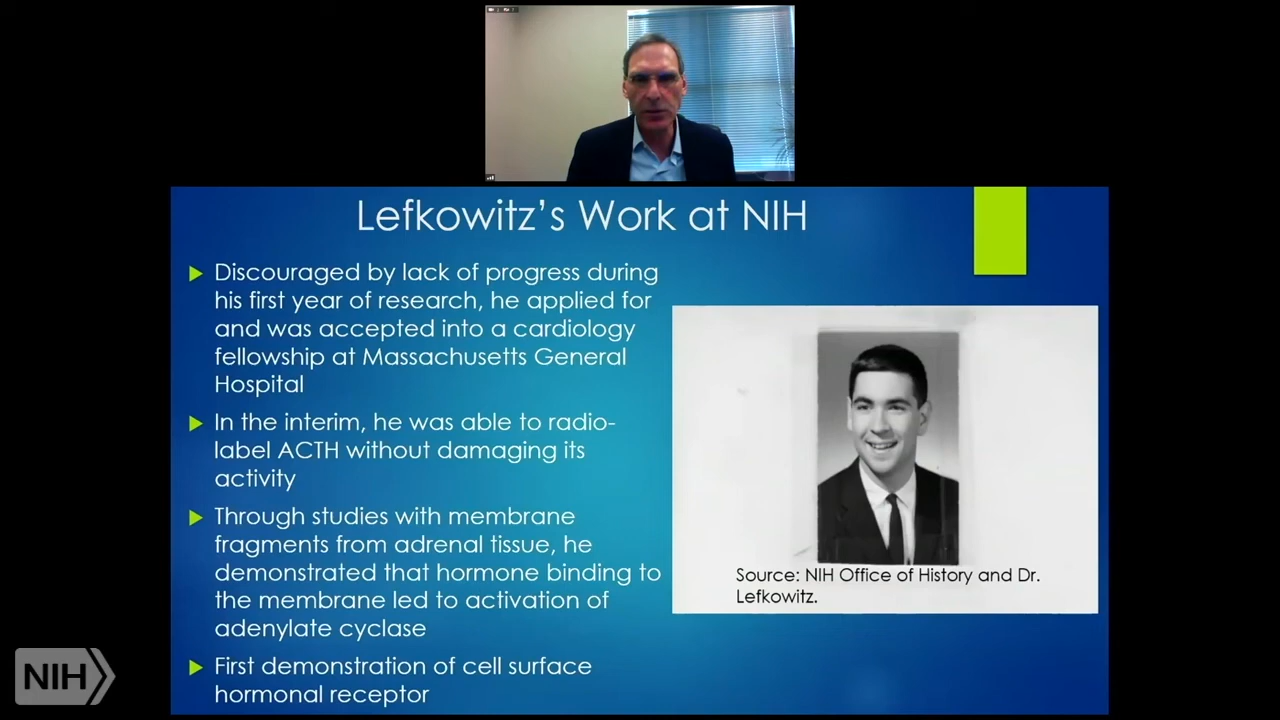 Lefkowitz's Work at NIH
Discouraged by lack of progress during
his first year of research, he applied for
and was accepted into a cardiology
fellowship at Massachusetts General
Hospital
In the interim, he was able to radio-
label ACTH without damaging its
activity
Through studies with membrane
fragments from adrenal tissue, he
demonstrated that hormone binding to
the membrane led to activation of
adenylate cyclase
First demonstration of cell surface
hormonal receptor
Source: NIH Office of History and Dr.
Lefkowitz.
NIH